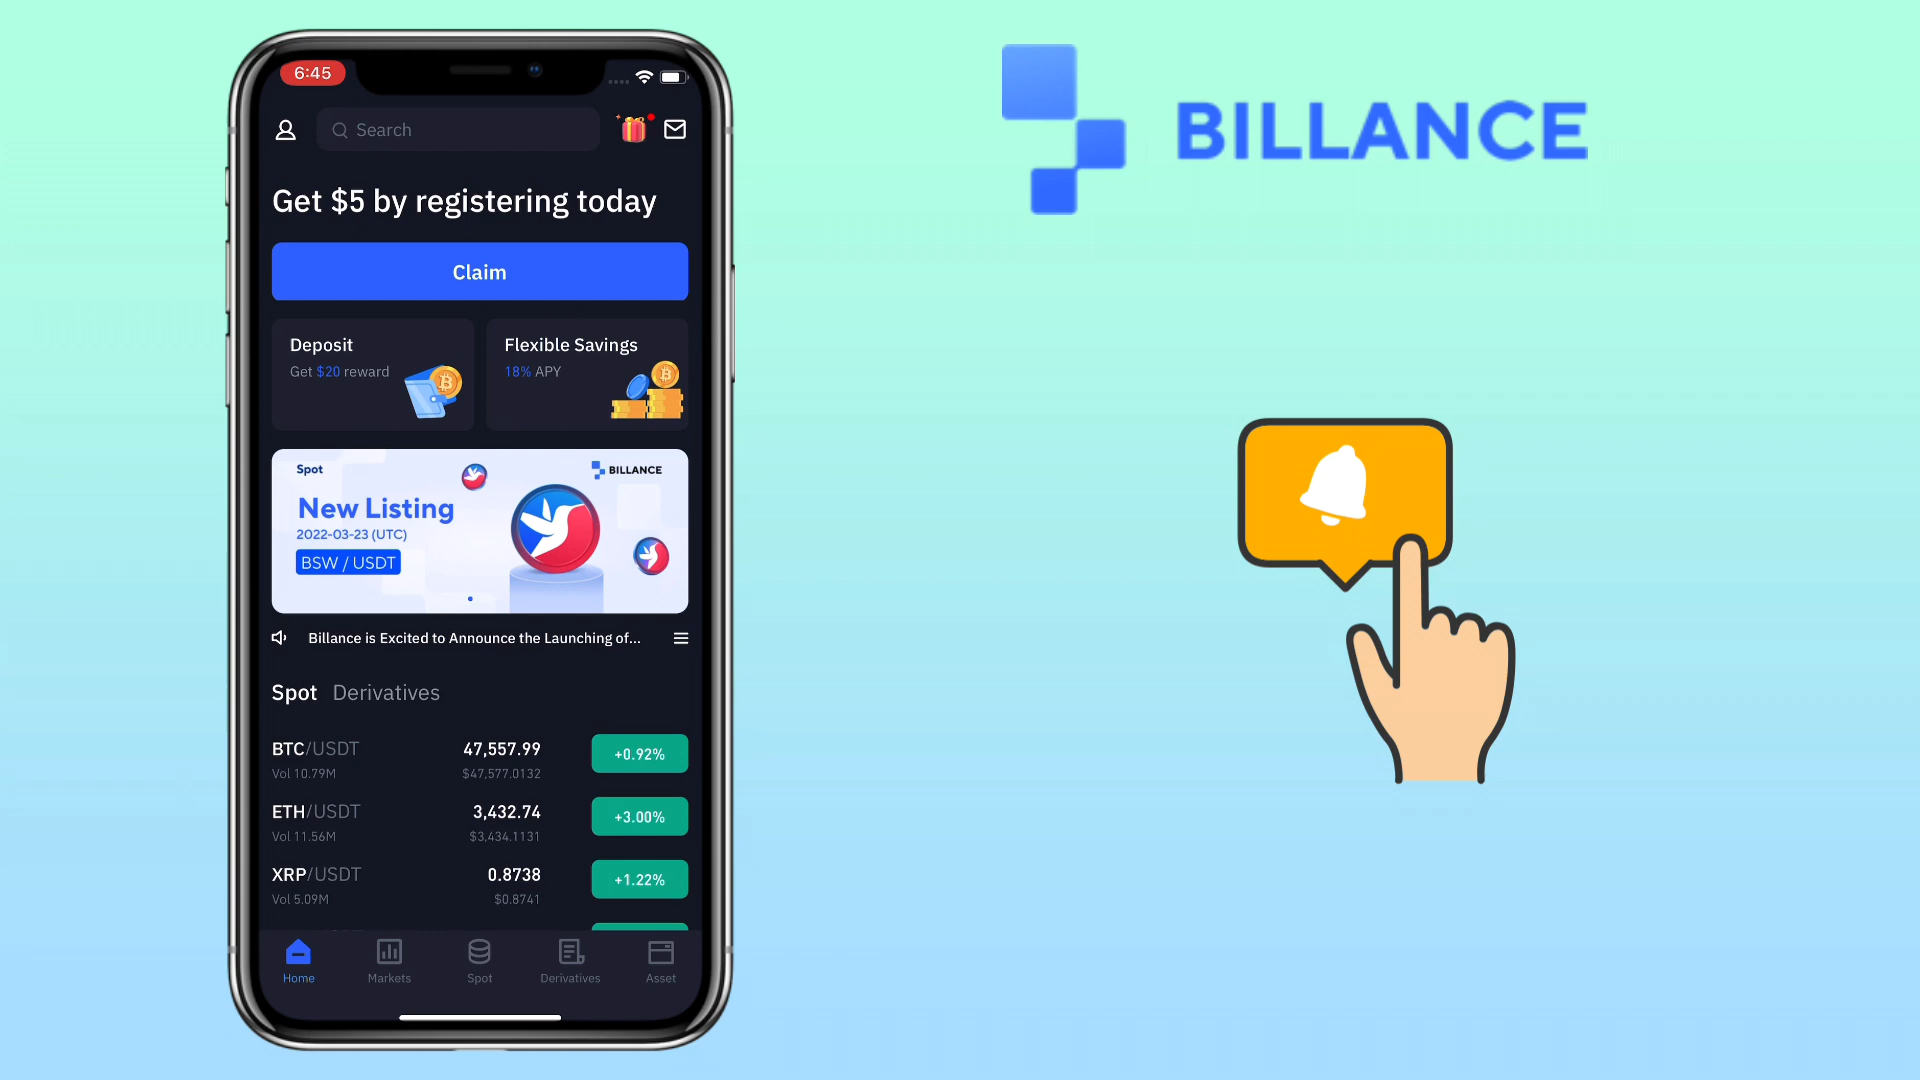 6:45
Search
Get $5 by registering today
Claim
Deposit
Get $20 reward
Flexible Savings
18% APY
Spot
BILLANCE
New Listing
2022-03-23 (UTC)
BSW / USDT
Billance is Excited to Announce the Launching of...
Spot Derivatives
BTC/USDT 47,557.99 +0.92%
Vol 10.79M $47,577.0132
ETH/USDT 3,432.74 +3.00%
Vol 11.56M $3,434.1131
XRP/USDT 0.8738 +1.22%
Vol 5.09M $0.8741
Home Markets Spot Derivatives Asset
BILLANCE